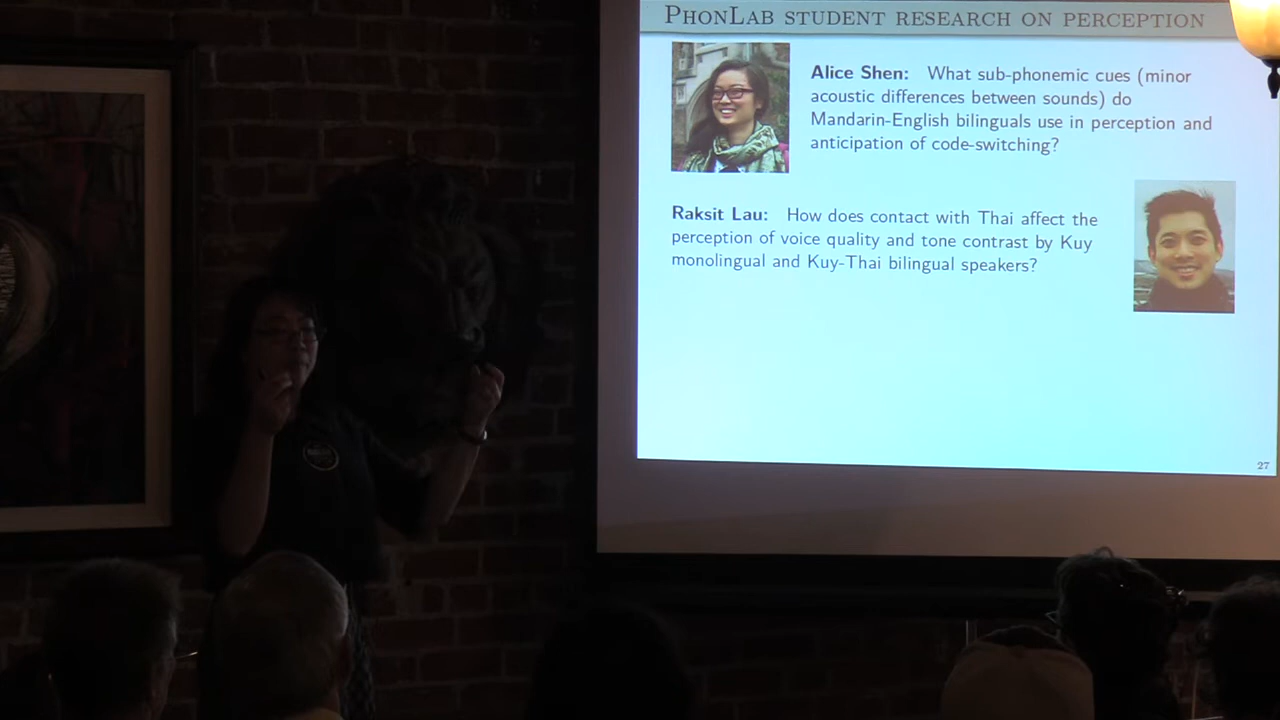 PHONLAB STUDENT RESEARCH ON PERCEPTION
Alice Shen: What sub-phonemic cues (minor
acoustic differences between sounds) do
Mandarin-English bilinguals use in perception and
anticipation of code-switching?
Raksit Lau: How does contact with Thai affect the
perception of voice quality and tone contrast by Kuy
monolingual and Kuy-Thai bilingual speakers?
27